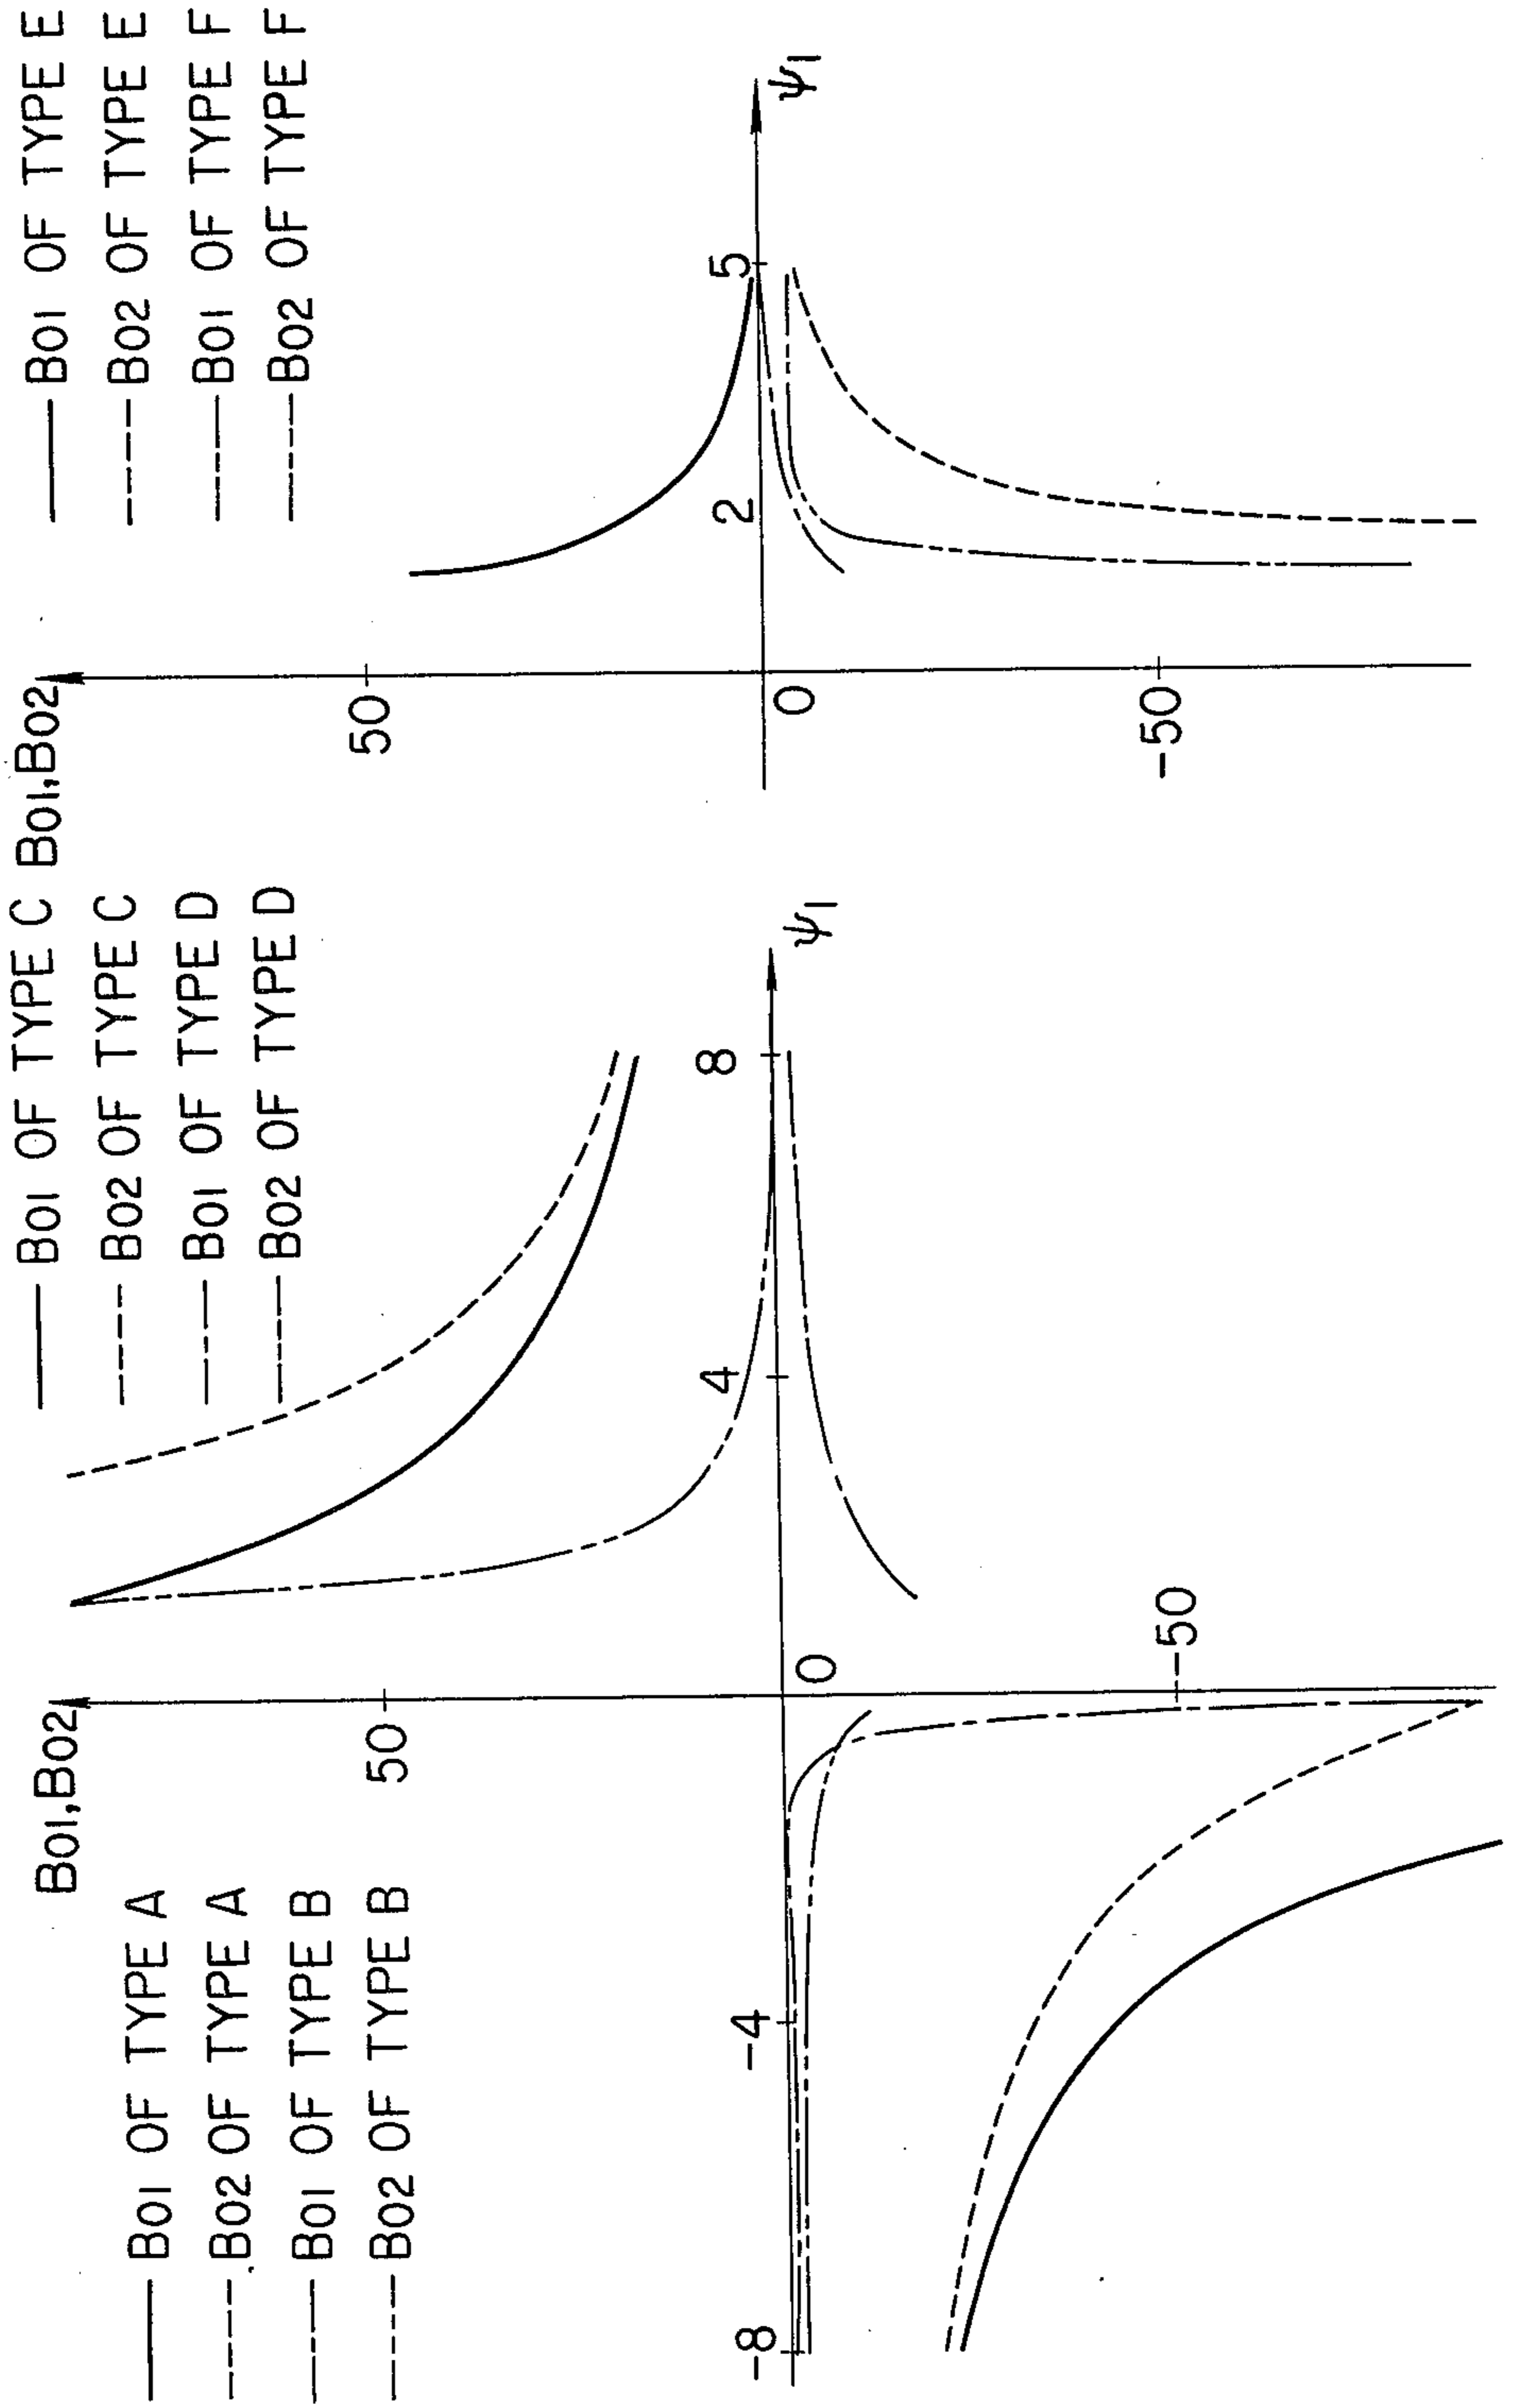 B01, B02
B01 OF TYPE A
B02 OF TYPE A
B01 OF TYPE B
B02 OF TYPE B
B01 OF TYPE C
B02 OF TYPE C
B01 OF TYPE D
B02 OF TYPE D
50
-8
-4
0
4
8
ψ1
-50
B01, B02
B01 OF TYPE E
B02 OF TYPE E
B01 OF TYPE F
B02 OF TYPE F
50
0
2
5
ψ1
-50